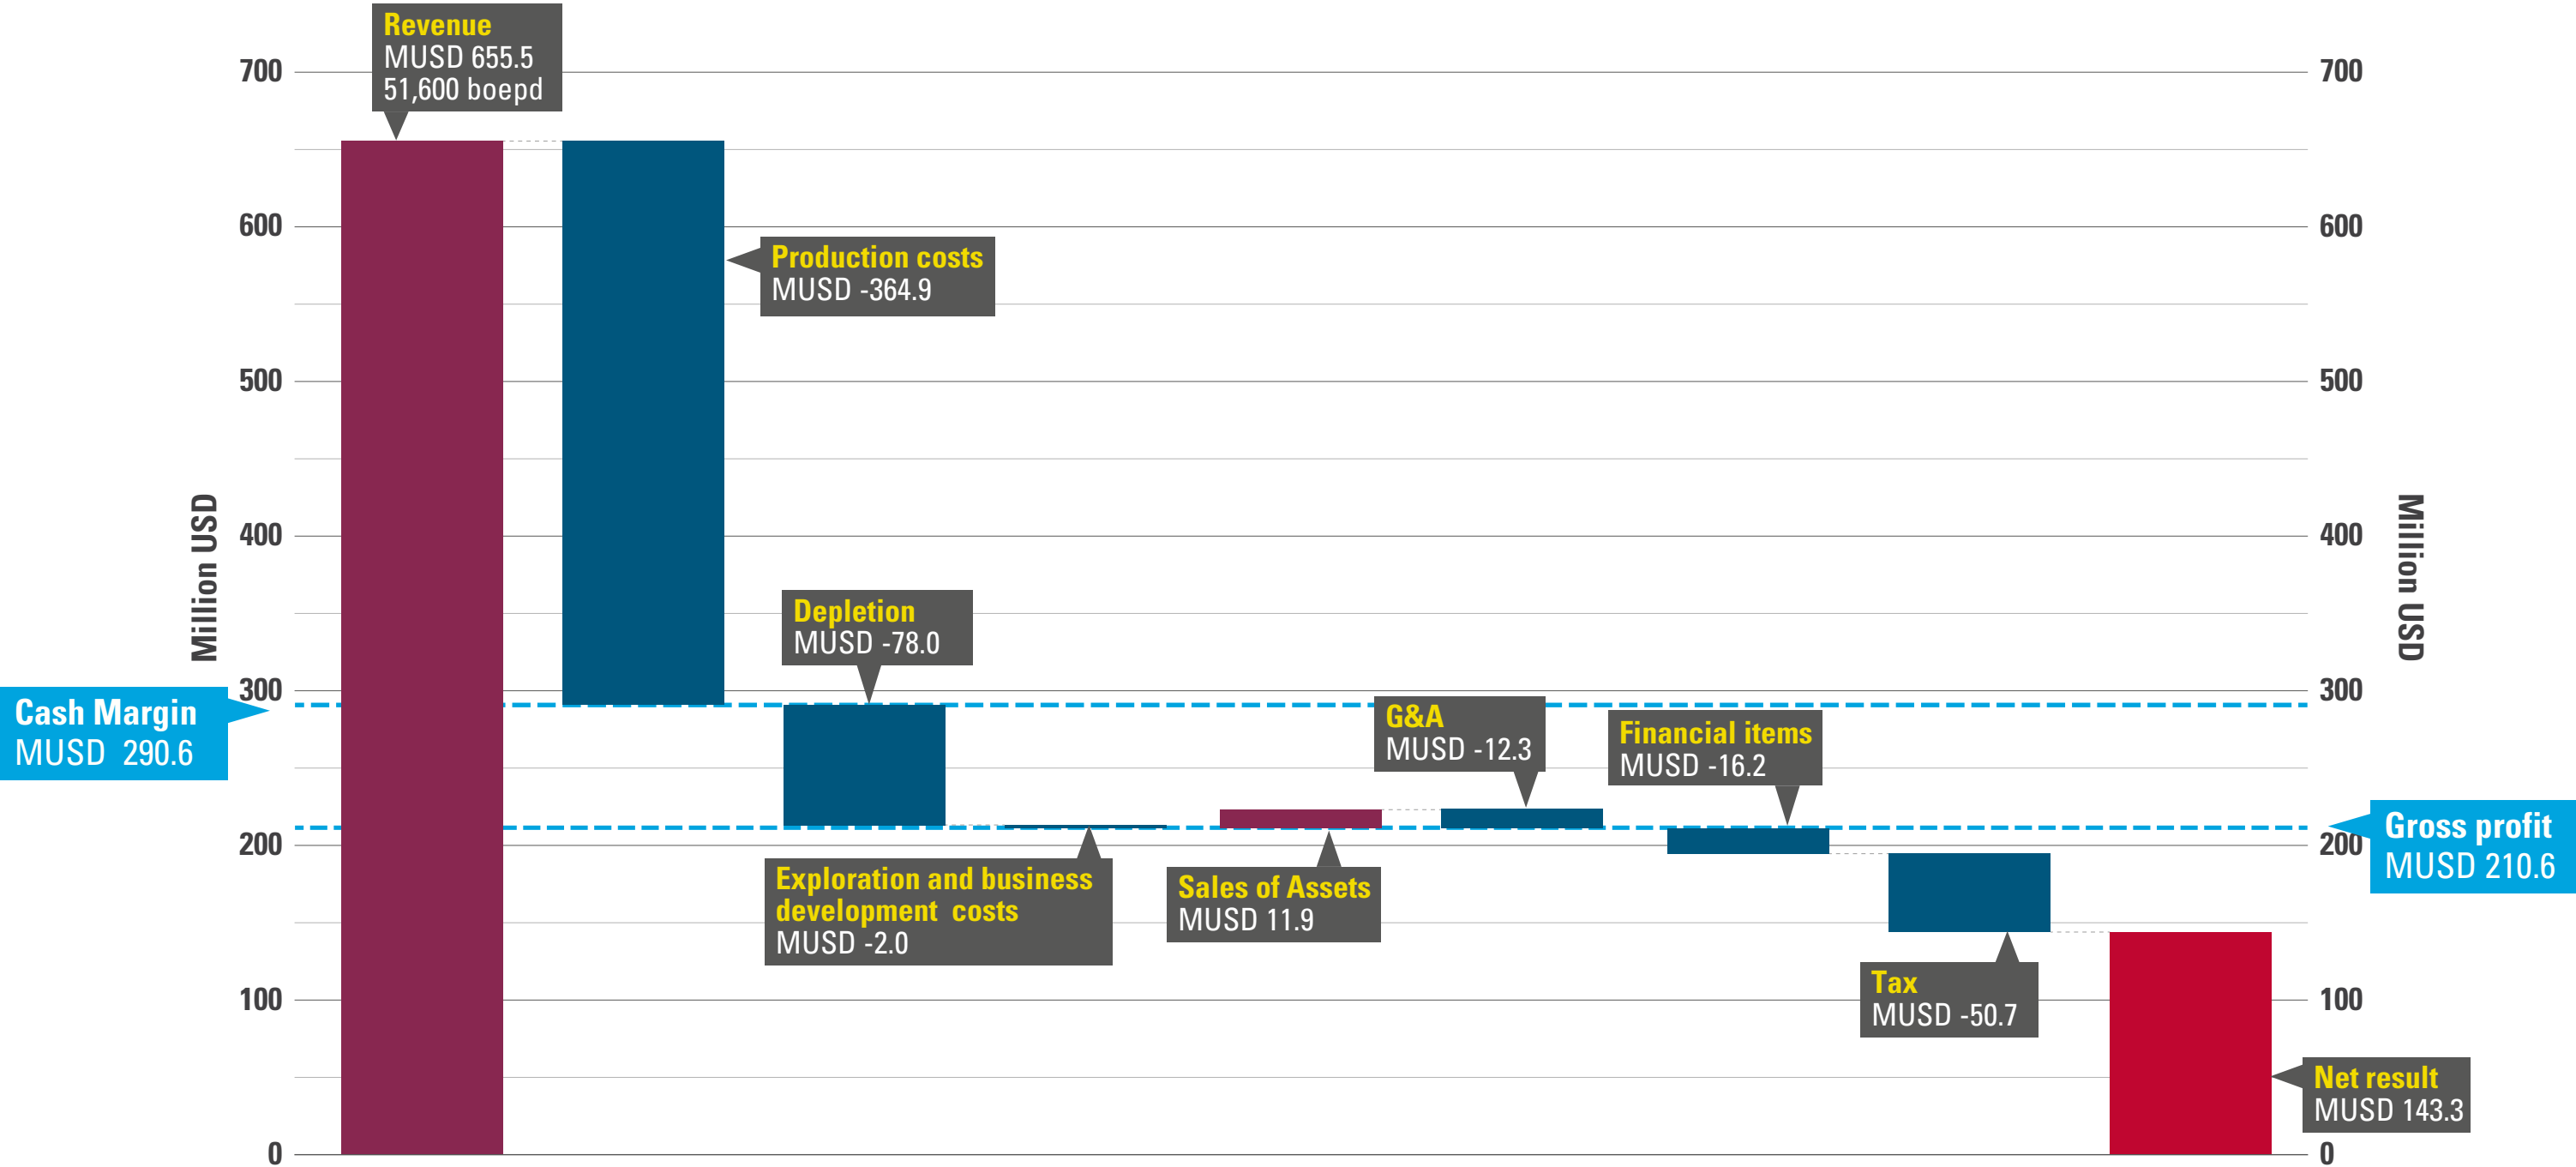 Revenue
MUSD 655.5
51,600 boepd
700
700
600
600
Production costs
MUSD -364.9
500
500
Million USD
Million USD
400
400
Depletion
MUSD -78.0
300
300
Cash Margin
MUSD 290.6
G&A
MUSD -12.3
Financial items
MUSD -16.2
Gross profit
MUSD 210.6
200
200
Exploration and business
development costs
MUSD -2.0
Sales of Assets
MUSD 11.9
Tax
MUSD -50.7
100
100
Net result
MUSD 143.3
0
0